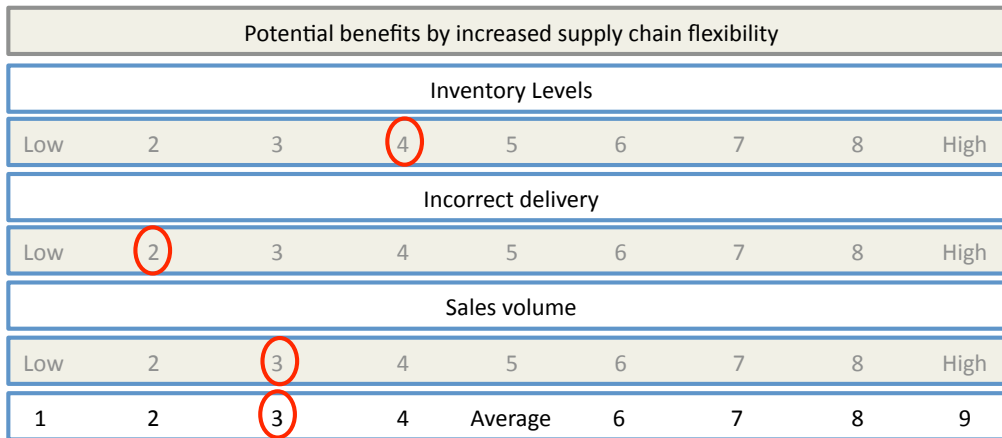 Potential benefits by increased supply chain flexibility
Inventory Levels
Low 2 3 4 5 6 7 8 High
Incorrect delivery
Low 2 3 4 5 6 7 8 High
Sales volume
Low 2 3 4 5 6 7 8 High
1 2 3 4 Average 6 7 8 9